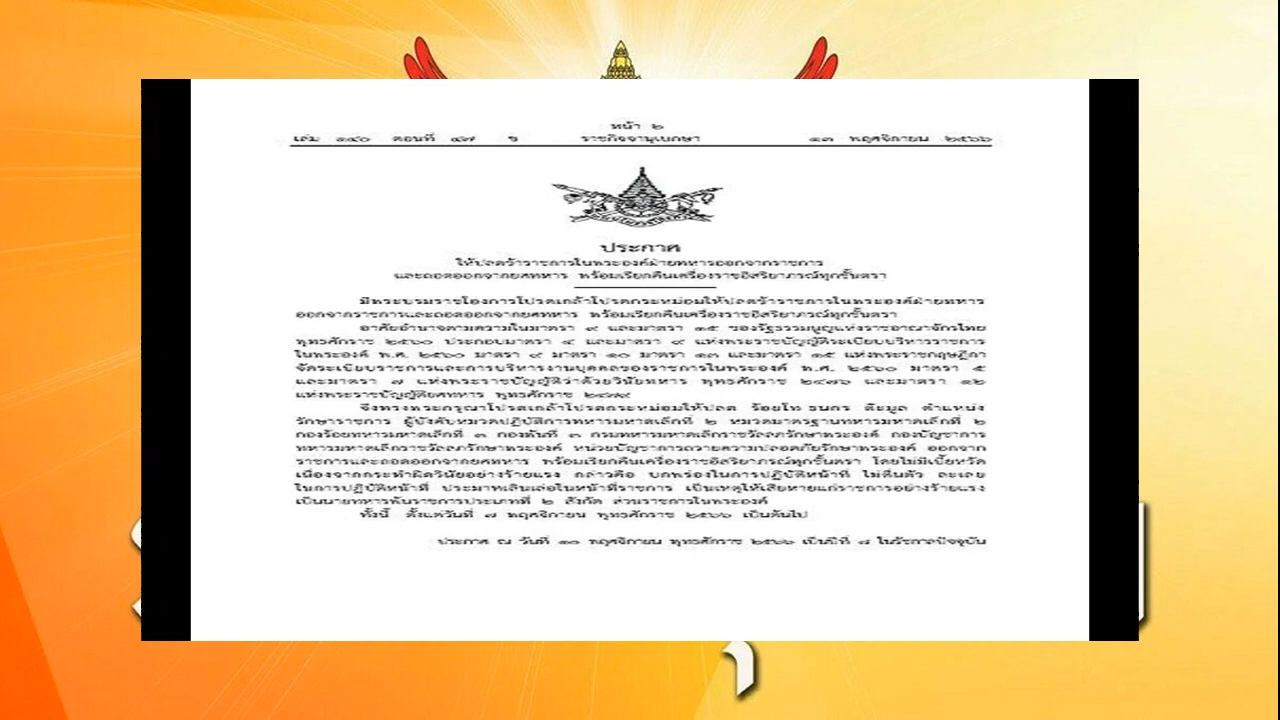 หน้า ๒
เล่ม ๑๔๐ ตอนที่ ๔๗ ข ราชกิจจานุเบกษา ๑๓ พฤศจิกายน ๒๕๖๖
ประกาศ
ให้ปลดข้าราชการในพระองค์ฝ่ายทหารออกจากราชการ
และถอดออกจากยศทหาร พร้อมเรียกคืนเครื่องราชอิสริยาภรณ์ทุกชั้นตรา
มีพระบรมราชโองการโปรดเกล้าโปรดกระหม่อมให้ปลดข้าราชการในพระองค์ฝ่ายทหาร
ออกจากราชการและถอดออกจากยศทหาร พร้อมเรียกคืนเครื่องราชอิสริยาภรณ์ทุกชั้นตรา
อาศัยอำนาจตามความในมาตรา ๙ และมาตรา ๑๕ ของรัฐธรรมนูญแห่งราชอาณาจักรไทย
พุทธศักราช ๒๕๖๐ ประกอบมาตรา ๔ และมาตรา ๙ แห่งพระราชบัญญัติระเบียบบริหารราชการ
ในพระองค์ พ.ศ. ๒๕๖๐ มาตรา ๙ มาตรา ๑๐ มาตรา ๑๓ และมาตรา ๑๕ แห่งพระราชกฤษฎีกา
จัดระเบียบราชการและการบริหารงานบุคคลของราชการในพระองค์ พ.ศ. ๒๕๖๐ มาตรา ๕
และมาตรา ๗ แห่งพระราชบัญญัติว่าด้วยวินัยทหาร พุทธศักราช ๒๔๗๖ และมาตรา ๑๒
แห่งพระราชบัญญัติยศทหาร พุทธศักราช ๒๔๗๙
จึงทรงพระกรุณาโปรดเกล้าโปรดกระหม่อมให้ปลด ร้อยโท ธนกร ต๊ะมูล ตำแหน่ง
รักษาราชการ ผู้บังคับหมวดปฏิบัติการทหารมหาดเล็กที่ ๒ หมวดมาตรฐานทหารมหาดเล็กที่ ๒
กองร้อยทหารมหาดเล็กที่ ๓ กองพันที่ ๓ กรมทหารมหาดเล็กราชวัลลภรักษาพระองค์ กองบัญชาการ
ทหารมหาดเล็กราชวัลลภรักษาพระองค์ หน่วยบัญชาการถวายความปลอดภัยรักษาพระองค์ ออกจาก
ราชการและถอดออกจากยศทหาร พร้อมเรียกคืนเครื่องราชอิสริยาภรณ์ทุกชั้นตรา โดยไม่มีเบี้ยหวัด
เนื่องจากกระทำผิดวินัยอย่างร้ายแรง กล่าวคือ บกพร่องในการปฏิบัติหน้าที่ ไม่ตื่นตัว ละเลย
ในการปฏิบัติหน้าที่ ประมาทเลินเล่อในหน้าที่ราชการ เป็นเหตุให้เสียหายแก่ราชการอย่างร้ายแรง
เป็นนายทหารพ้นราชการประเภทที่ ๒ สังกัด ส่วนราชการในพระองค์
ทั้งนี้ ตั้งแต่วันที่ ๗ พฤศจิกายน พุทธศักราช ๒๕๖๖ เป็นต้นไป
ประกาศ ณ วันที่ ๑๐ พฤศจิกายน พุทธศักราช ๒๕๖๖ เป็นปีที่ ๘ ในรัชกาลปัจจุบัน